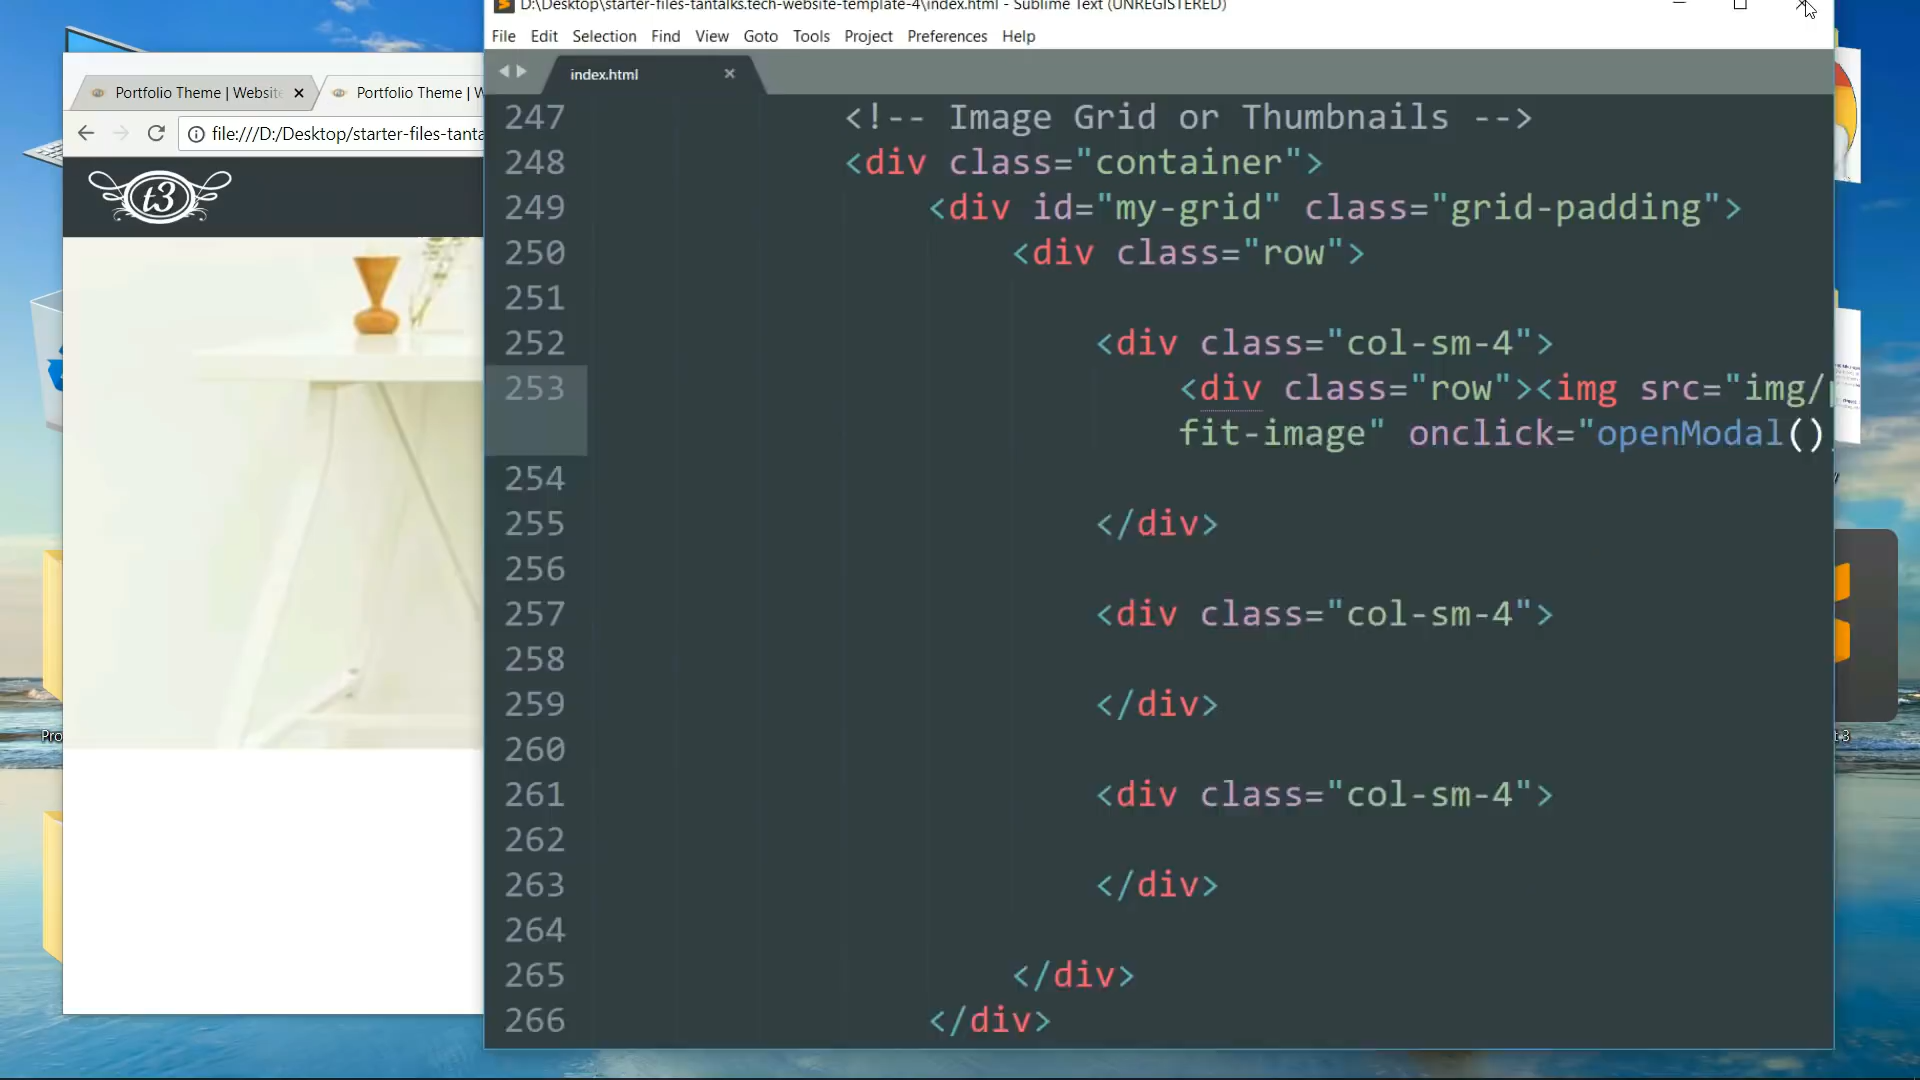 D:\Desktop\starter-files-tantalks.tech-website-template-4\index.html - Sublime Text (UNREGISTERED)
File Edit Selection Find View Goto Tools Project Preferences Help
index.html
Portfolio Theme | Website
Portfolio Theme | W
file:///D:/Desktop/starter-files-tanta
t3
247 <!-- Image Grid or Thumbnails -->
248 <div class="container">
249 <div id="my-grid" class="grid-padding">
250 <div class="row">
251
252 <div class="col-sm-4">
253 <div class="row"><img src="img/
fit-image" onclick="openModal()
254
255 </div>
256
257 <div class="col-sm-4">
258
259 </div>
260
261 <div class="col-sm-4">
262
263 </div>
264
265 </div>
266 </div>
Pro
t 3